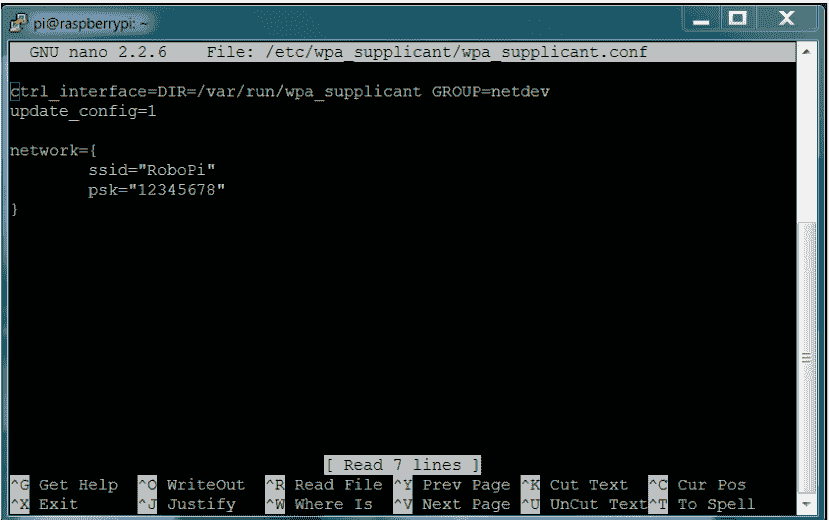 pi@raspberrypi: ~
GNU nano 2.2.6    File: /etc/wpa_supplicant/wpa_supplicant.conf
ctrl_interface=DIR=/var/run/wpa_supplicant GROUP=netdev
update_config=1
network={
        ssid="RoboPi"
        psk="12345678"
}
[ Read 7 lines ]
^G Get Help  ^O WriteOut  ^R Read File ^Y Prev Page ^K Cut Text  ^C Cur Pos
^X Exit      ^J Justify   ^W Where Is  ^V Next Page ^U UnCut Text^T To Spell